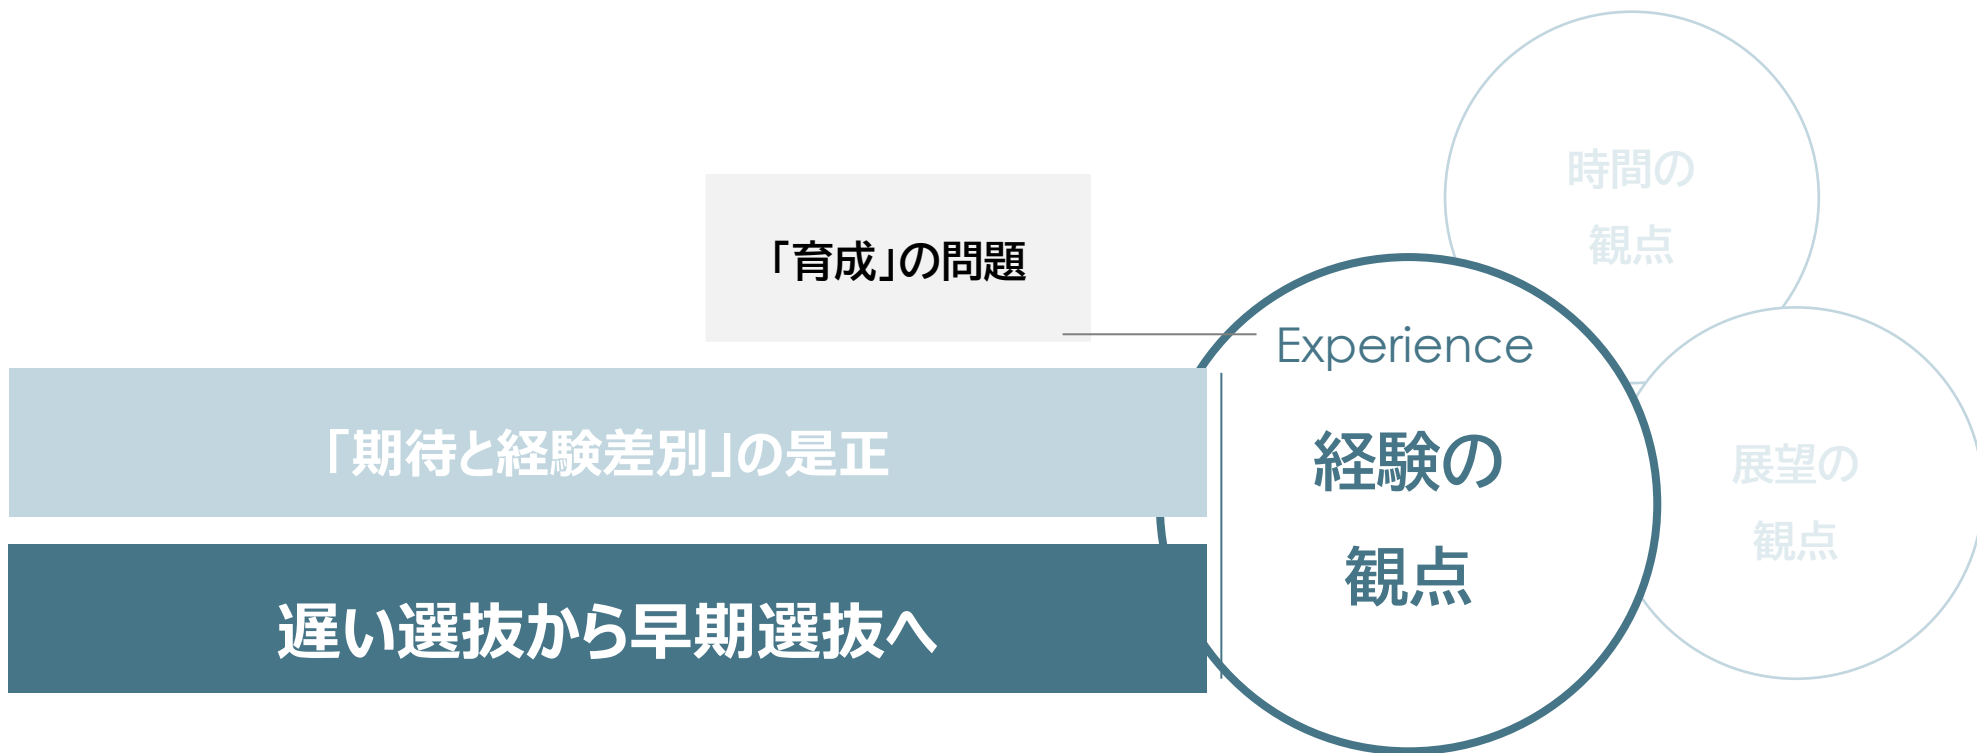 時間の
観点
「育成」の問題
Experience
経験の
観点
「期待と経験差別」の是正
展望の
観点
遅い選抜から早期選抜へ